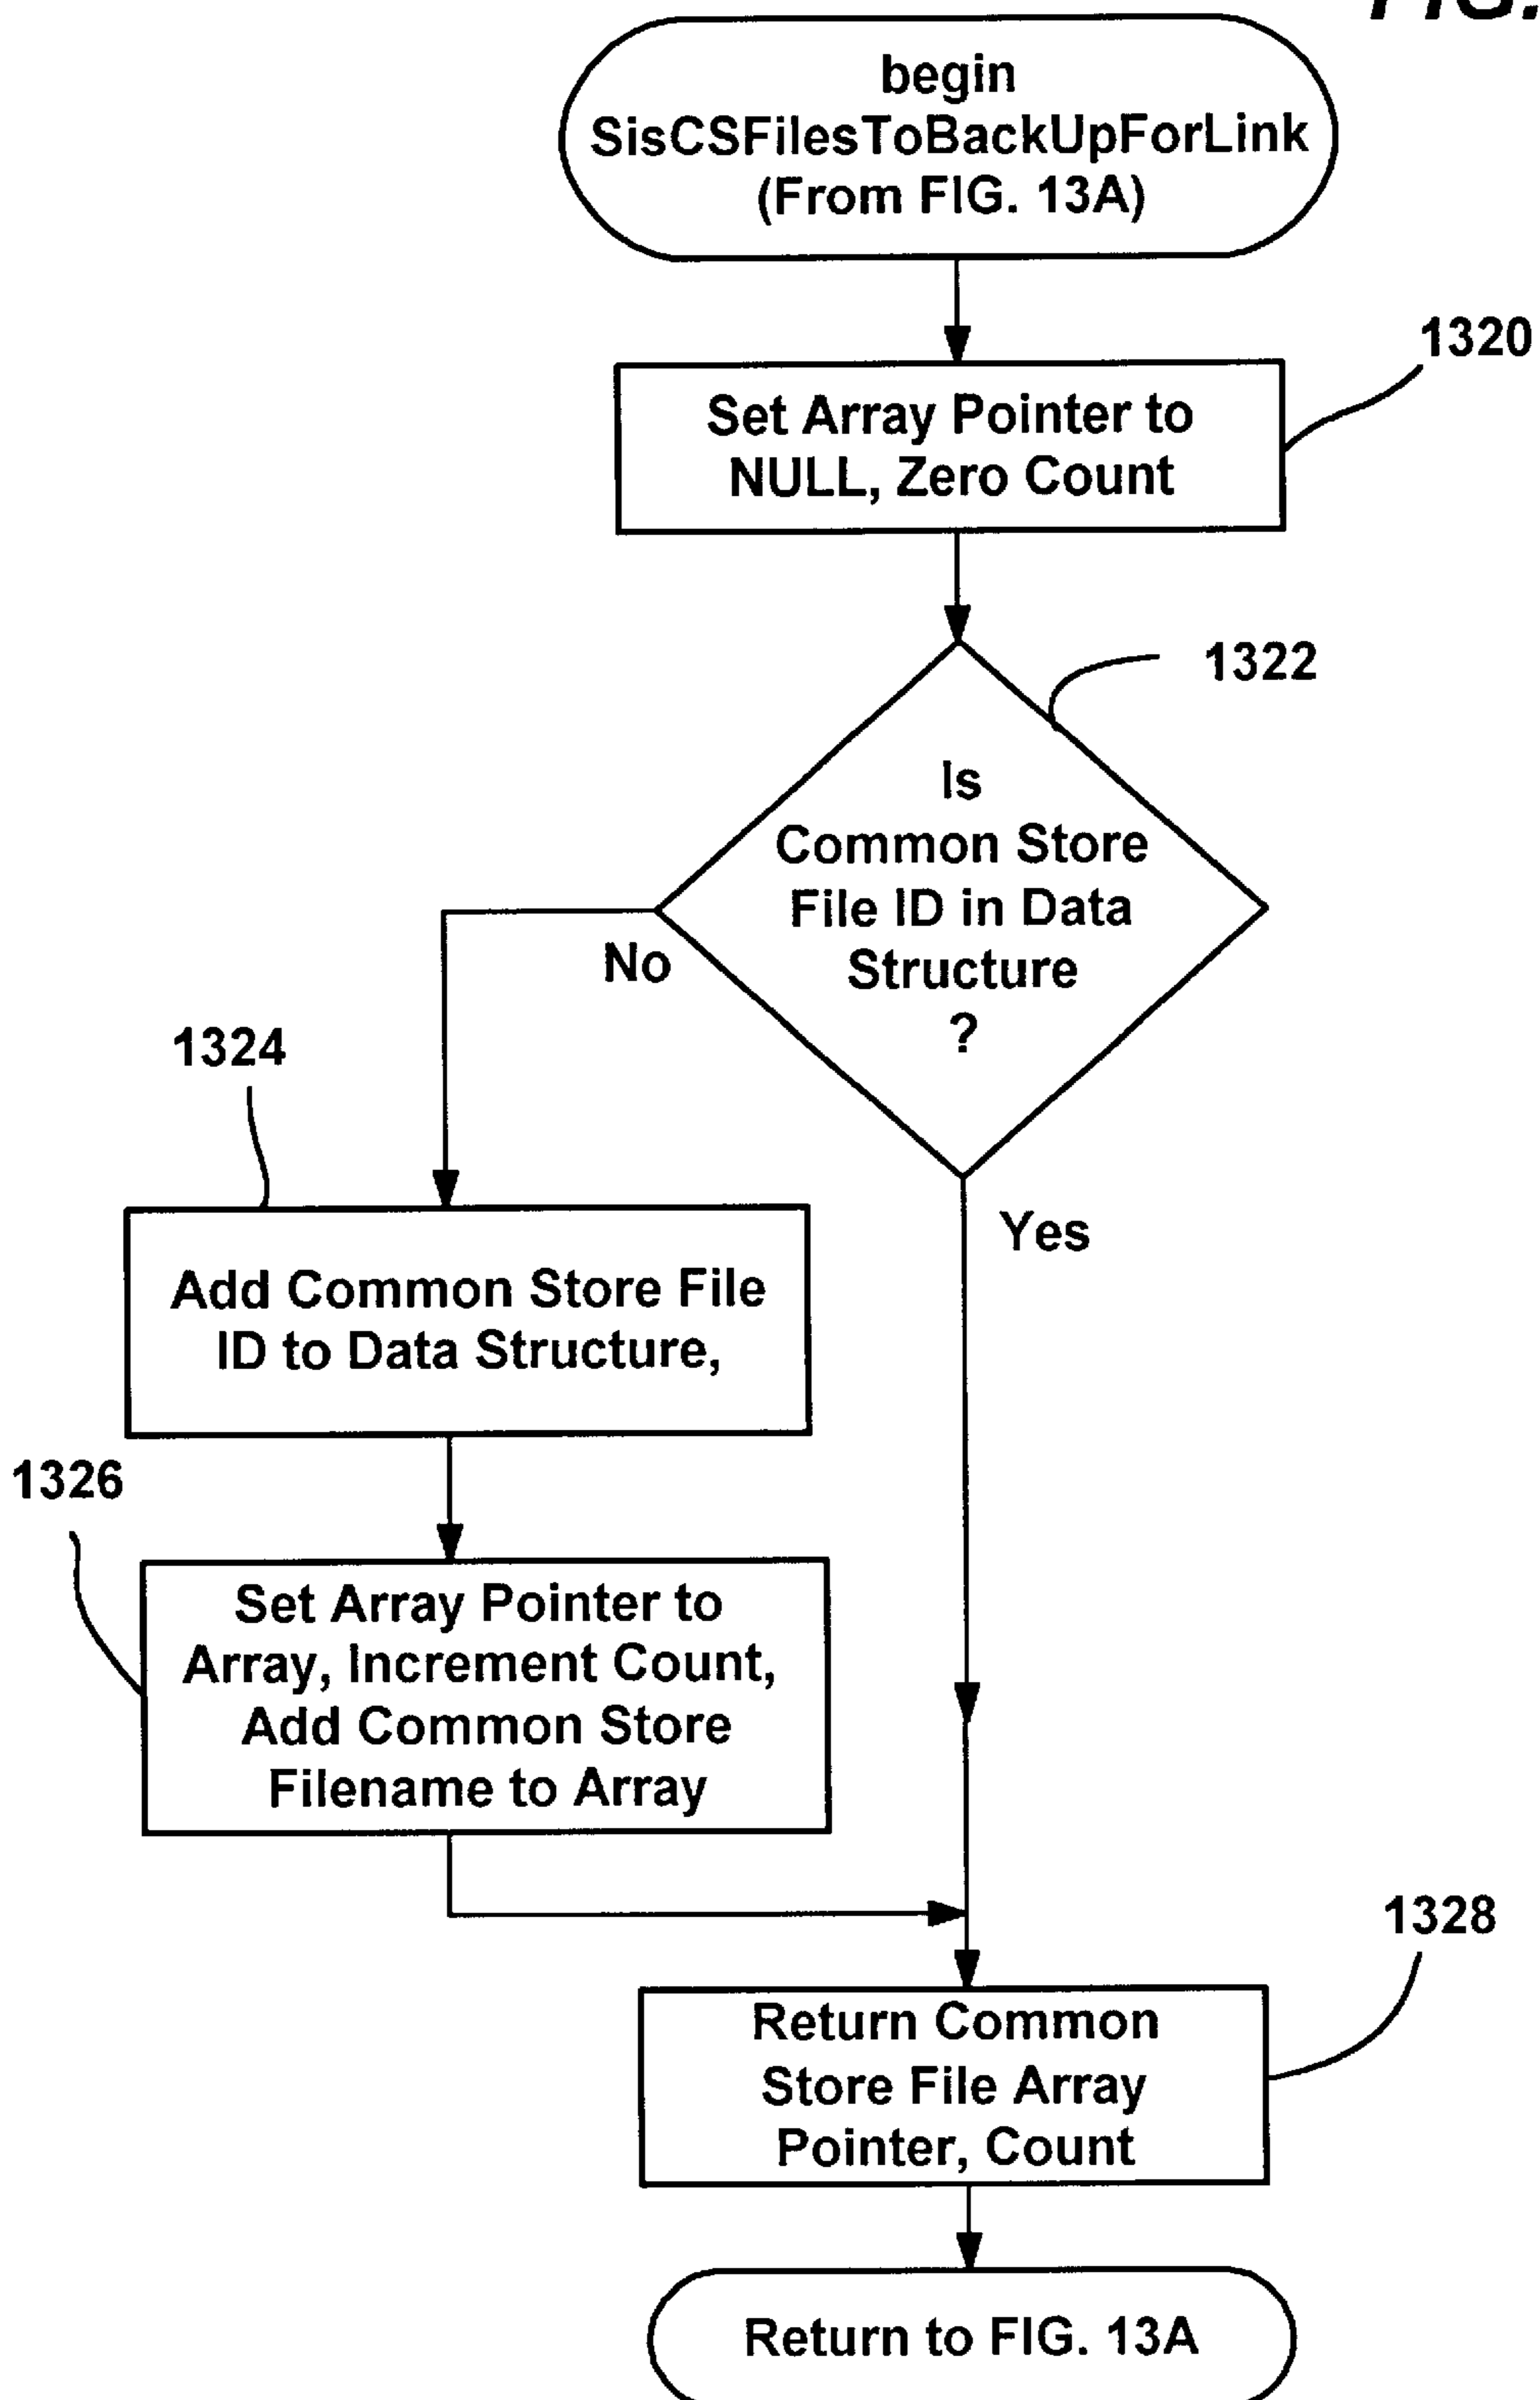 FIG.
begin
SisCSFilesToBackUpForLink
(From FIG. 13A)
1320
Set Array Pointer to
NULL, Zero Count
1322
Is
Common Store
File ID in Data
Structure
?
No
Yes
1324
Add Common Store File
ID to Data Structure,
1326
Set Array Pointer to
Array, Increment Count,
Add Common Store
Filename to Array
1328
Return Common
Store File Array
Pointer, Count
Return to FIG. 13A